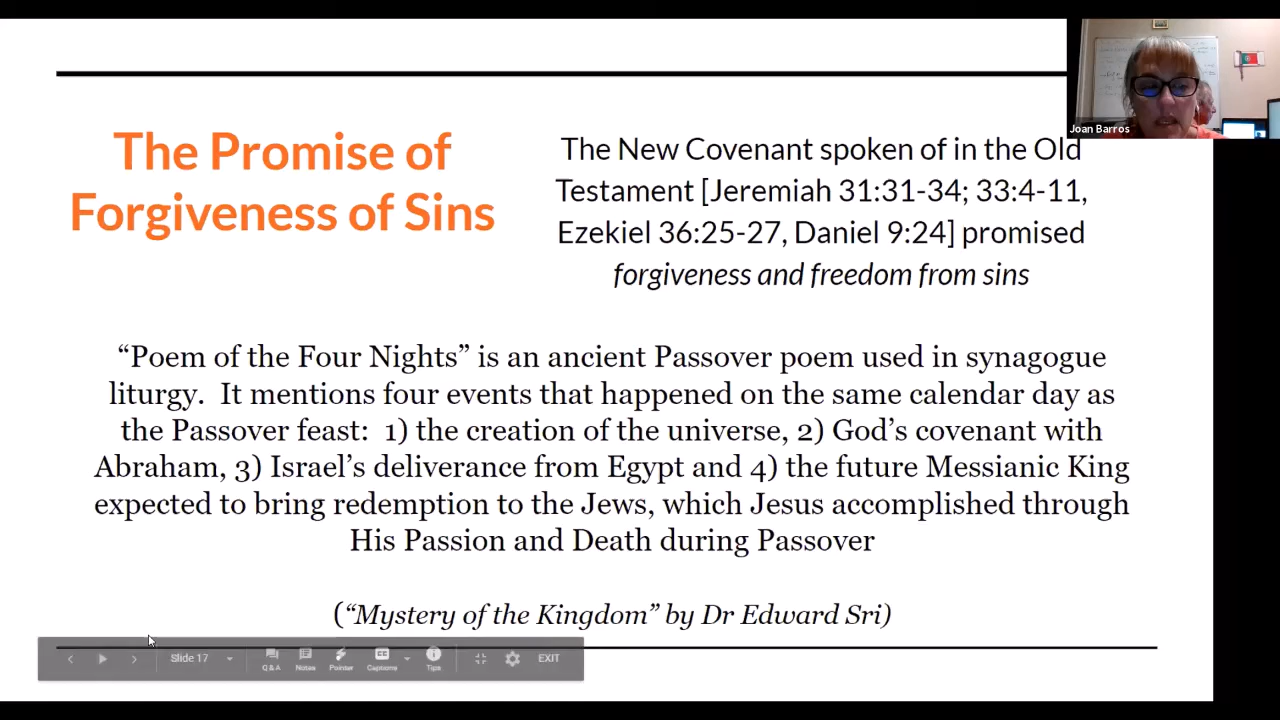 The Promise of
Forgiveness of Sins
The New Covenant spoken of in the Old
Testament [Jeremiah 31:31-34; 33:4-11,
Ezekiel 36:25-27, Daniel 9:24] promised
forgiveness and freedom from sins
Joan Barros
“Poem of the Four Nights” is an ancient Passover poem used in synagogue
liturgy.  It mentions four events that happened on the same calendar day as
the Passover feast:  1) the creation of the universe, 2) God’s covenant with
Abraham, 3) Israel’s deliverance from Egypt and 4) the future Messianic King
expected to bring redemption to the Jews, which Jesus accomplished through
His Passion and Death during Passover
(“Mystery of the Kingdom” by Dr Edward Sri)
Slide 17
Q&A
Notes
Pointer
CC
Captions
Tips
EXIT